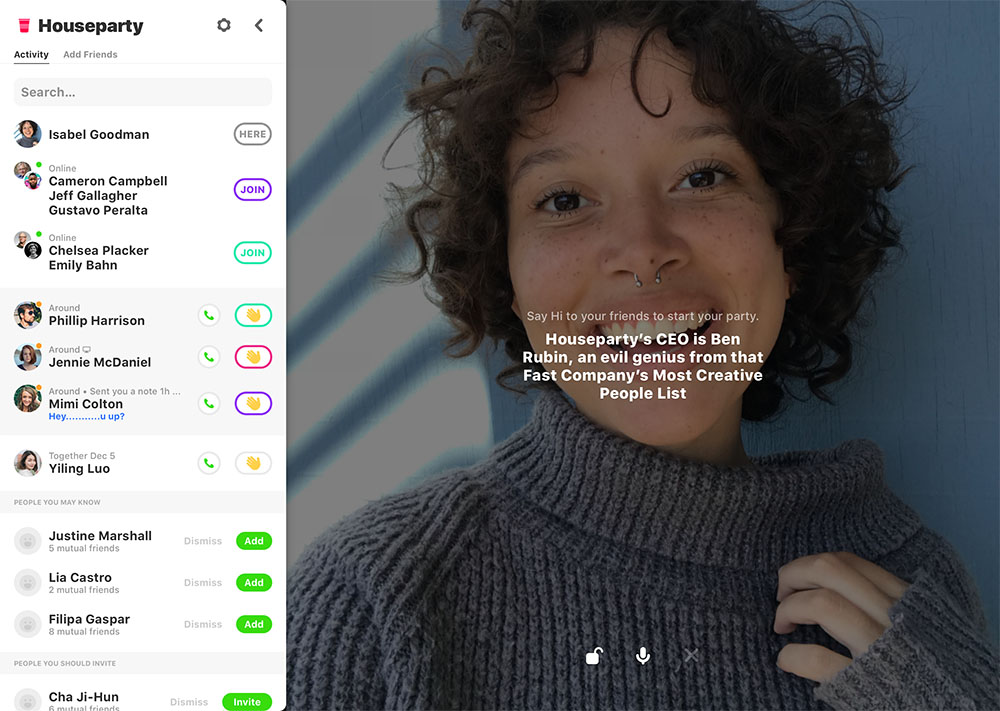 Houseparty
Activity
Add Friends
Search...
Isabel Goodman
HERE
Online
Cameron Campbell
Jeff Gallagher
Gustavo Peralta
JOIN
Online
Chelsea Placker
Emily Bahn
JOIN
Around
Phillip Harrison
Around
Jennie McDaniel
Around • Sent you a note 1h ...
Mimi Colton
Hey...........u up?
Together Dec 5
Yiling Luo
PEOPLE YOU MAY KNOW
Justine Marshall
5 mutual friends
Dismiss
Add
Lia Castro
2 mutual friends
Dismiss
Add
Filipa Gaspar
8 mutual friends
Dismiss
Add
PEOPLE YOU SHOULD INVITE
Cha Ji-Hun
6 mutual friends
Dismiss
Invite
Say Hi to your friends to start your party.
Houseparty’s CEO is Ben
Rubin, an evil genius from that
Fast Company’s Most Creative
People List